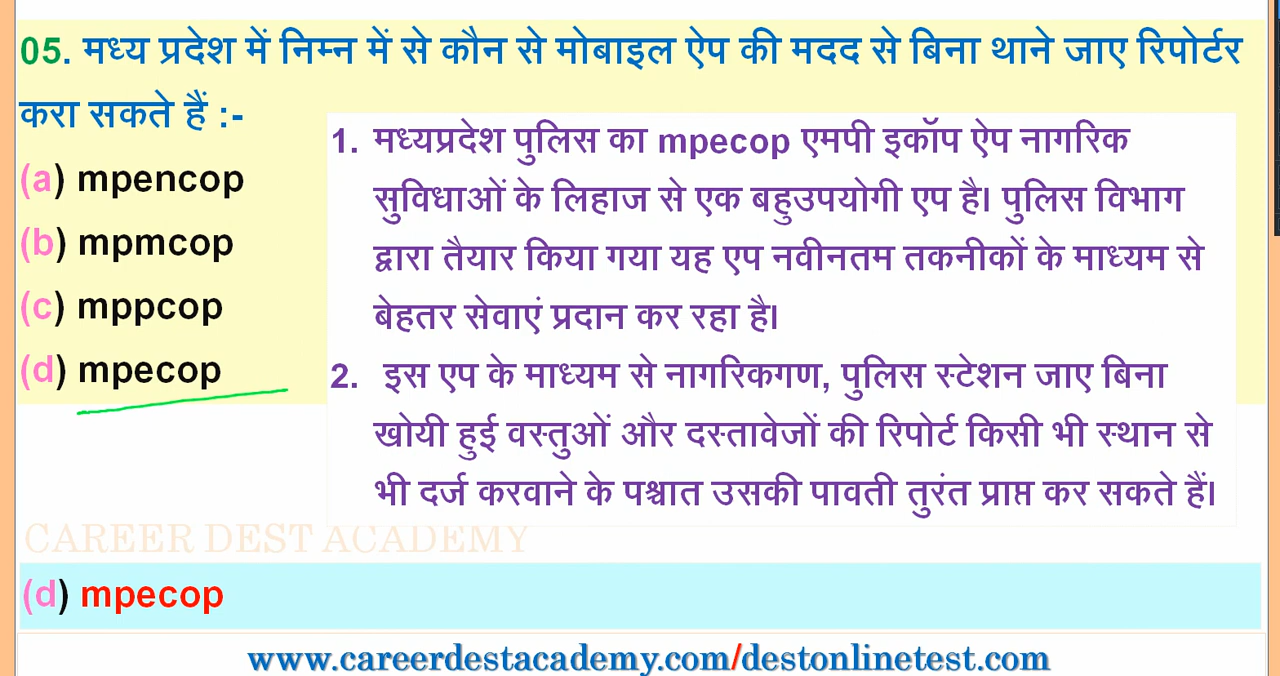 05. मध्य प्रदेश में निम्न में से कौन से मोबाइल ऐप की मदद से बिना थाने जाए रिपोर्टर
करा सकते हैं :-
(a) mpencop
(b) mpmcop
(c) mppcop
(d) mpecop
1. मध्यप्रदेश पुलिस का mpecop एमपी इकॉप ऐप नागरिक
सुविधाओं के लिहाज से एक बहुउपयोगी एप है। पुलिस विभाग
द्वारा तैयार किया गया यह एप नवीनतम तकनीकों के माध्यम से
बेहतर सेवाएं प्रदान कर रहा है।
2. इस एप के माध्यम से नागरिकगण, पुलिस स्टेशन जाए बिना
खोयी हुई वस्तुओं और दस्तावेजों की रिपोर्ट किसी भी स्थान से
भी दर्ज करवाने के पश्चात उसकी पावती तुरंत प्राप्त कर सकते हैं।
CAREER DEST ACADEMY
(d) mpecop
www.careerdestacademy.com/destonlinetest.com